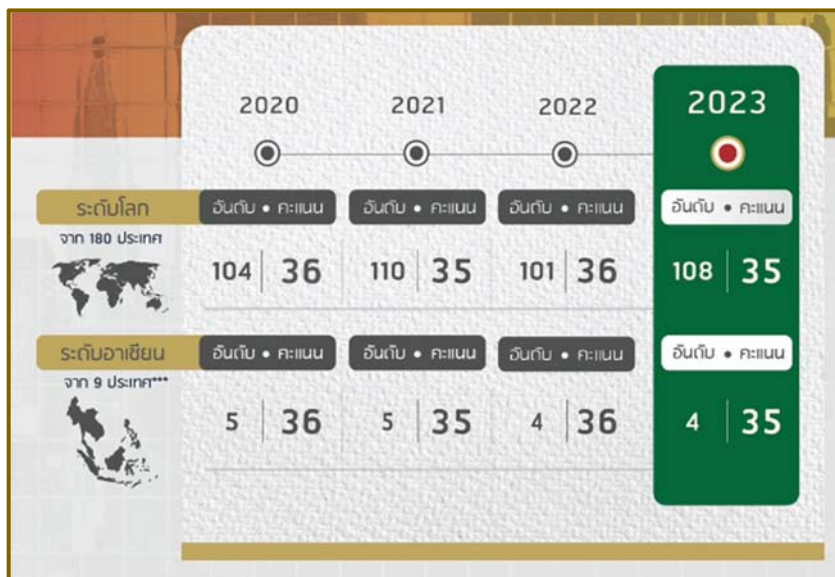 2020 2021 2022 2023
ระดับโลก อันดับ • คะแนน อันดับ • คะแนน อันดับ • คะแนน อันดับ • คะแนน
จาก 180 ประเทศ
104 36 110 35 101 36 108 35
ระดับอาเซียน อันดับ • คะแนน อันดับ • คะแนน อันดับ • คะแนน อันดับ • คะแนน
จาก 9 ประเทศ***
5 36 5 35 4 36 4 35